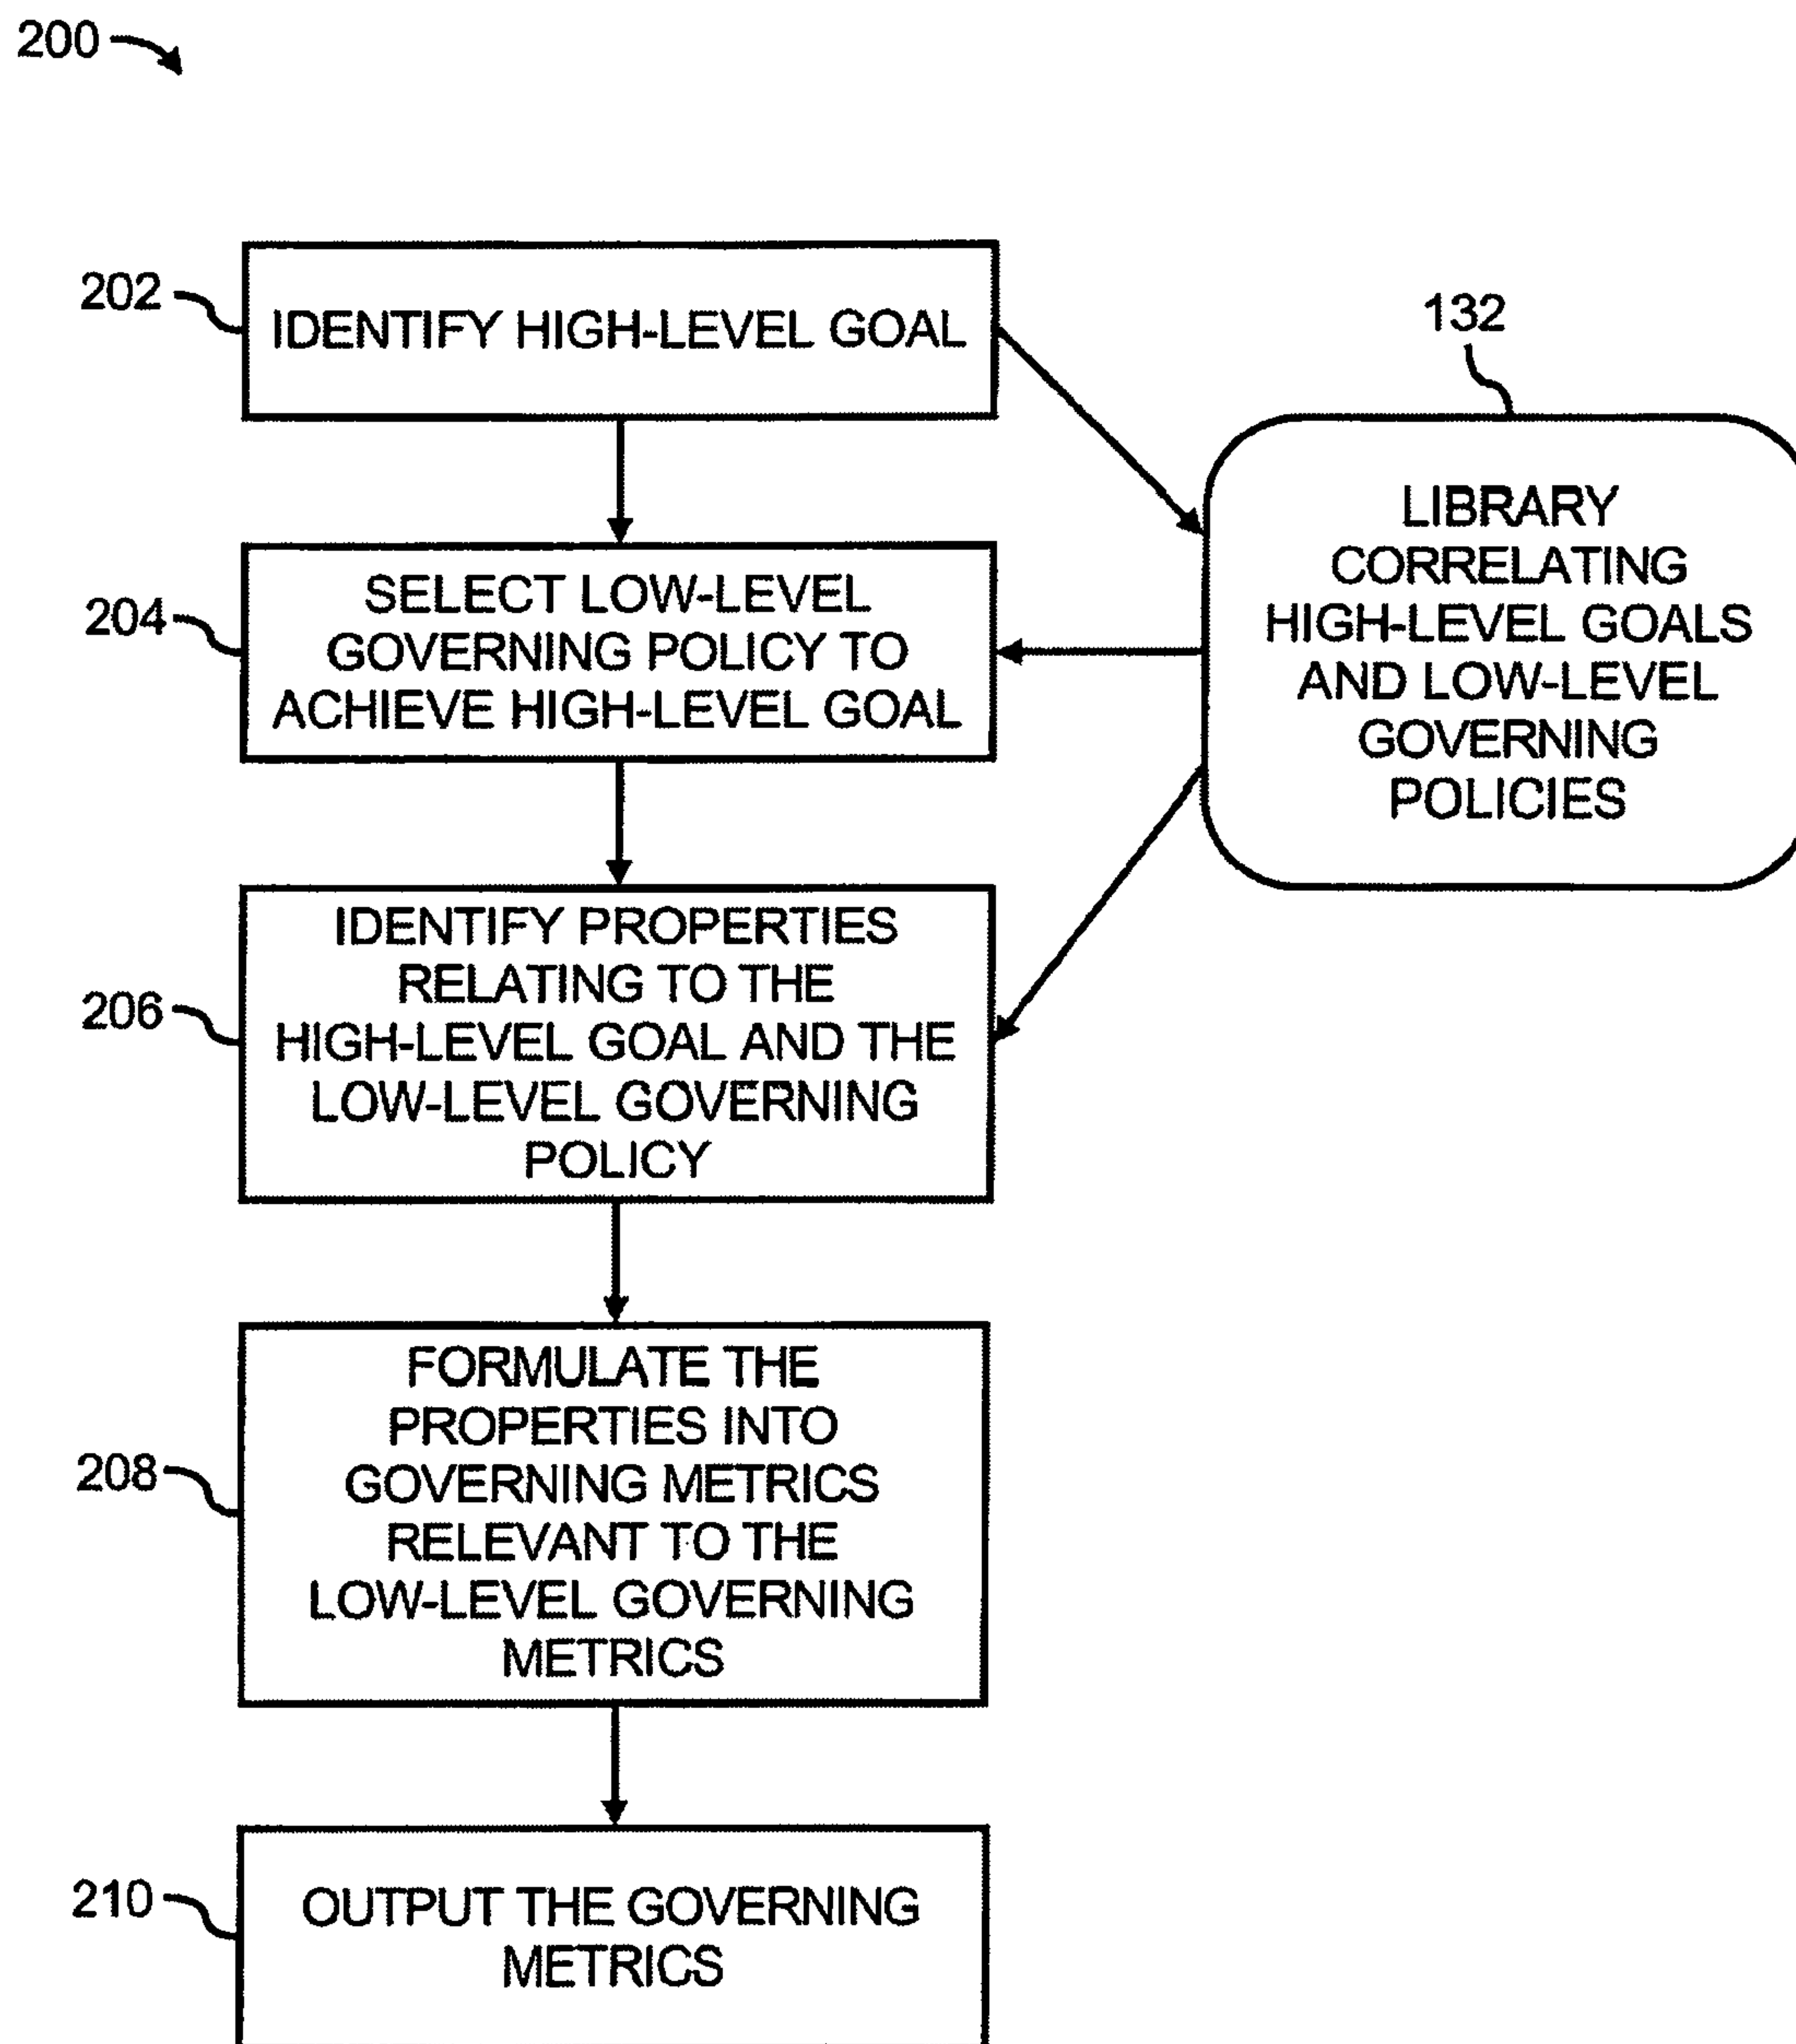 200
202
IDENTIFY HIGH-LEVEL GOAL
132
LIBRARY
CORRELATING
HIGH-LEVEL GOALS
AND LOW-LEVEL
GOVERNING
POLICIES
204
SELECT LOW-LEVEL
GOVERNING POLICY TO
ACHIEVE HIGH-LEVEL GOAL
206
IDENTIFY PROPERTIES
RELATING TO THE
HIGH-LEVEL GOAL AND THE
LOW-LEVEL GOVERNING
POLICY
208
FORMULATE THE
PROPERTIES INTO
GOVERNING METRICS
RELEVANT TO THE
LOW-LEVEL GOVERNING
METRICS
210
OUTPUT THE GOVERNING
METRICS